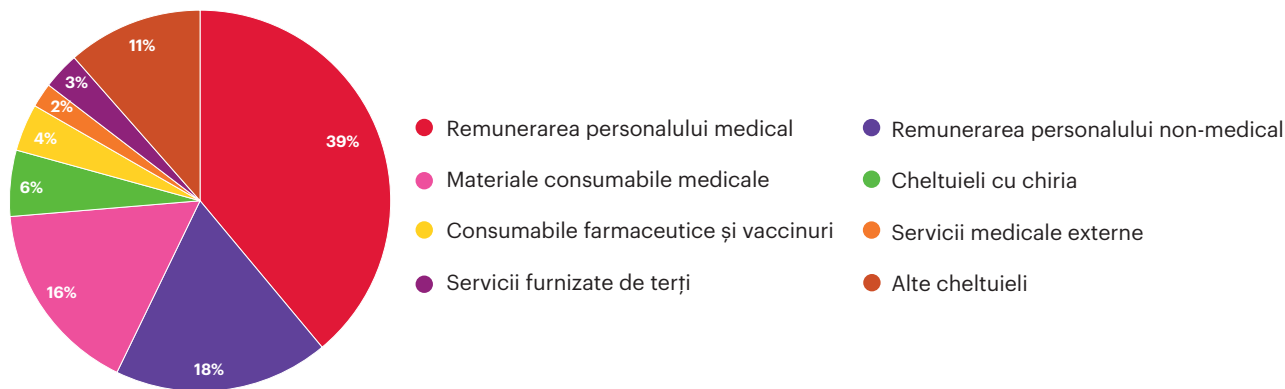 11%
3%
2%
4%
6%
16%
18%
39%
Remunerarea personalului medical
Remunerarea personalului non-medical
Materiale consumabile medicale
Cheltuieli cu chiria
Consumabile farmaceutice și vaccinuri
Servicii medicale externe
Servicii furnizate de terți
Alte cheltuieli